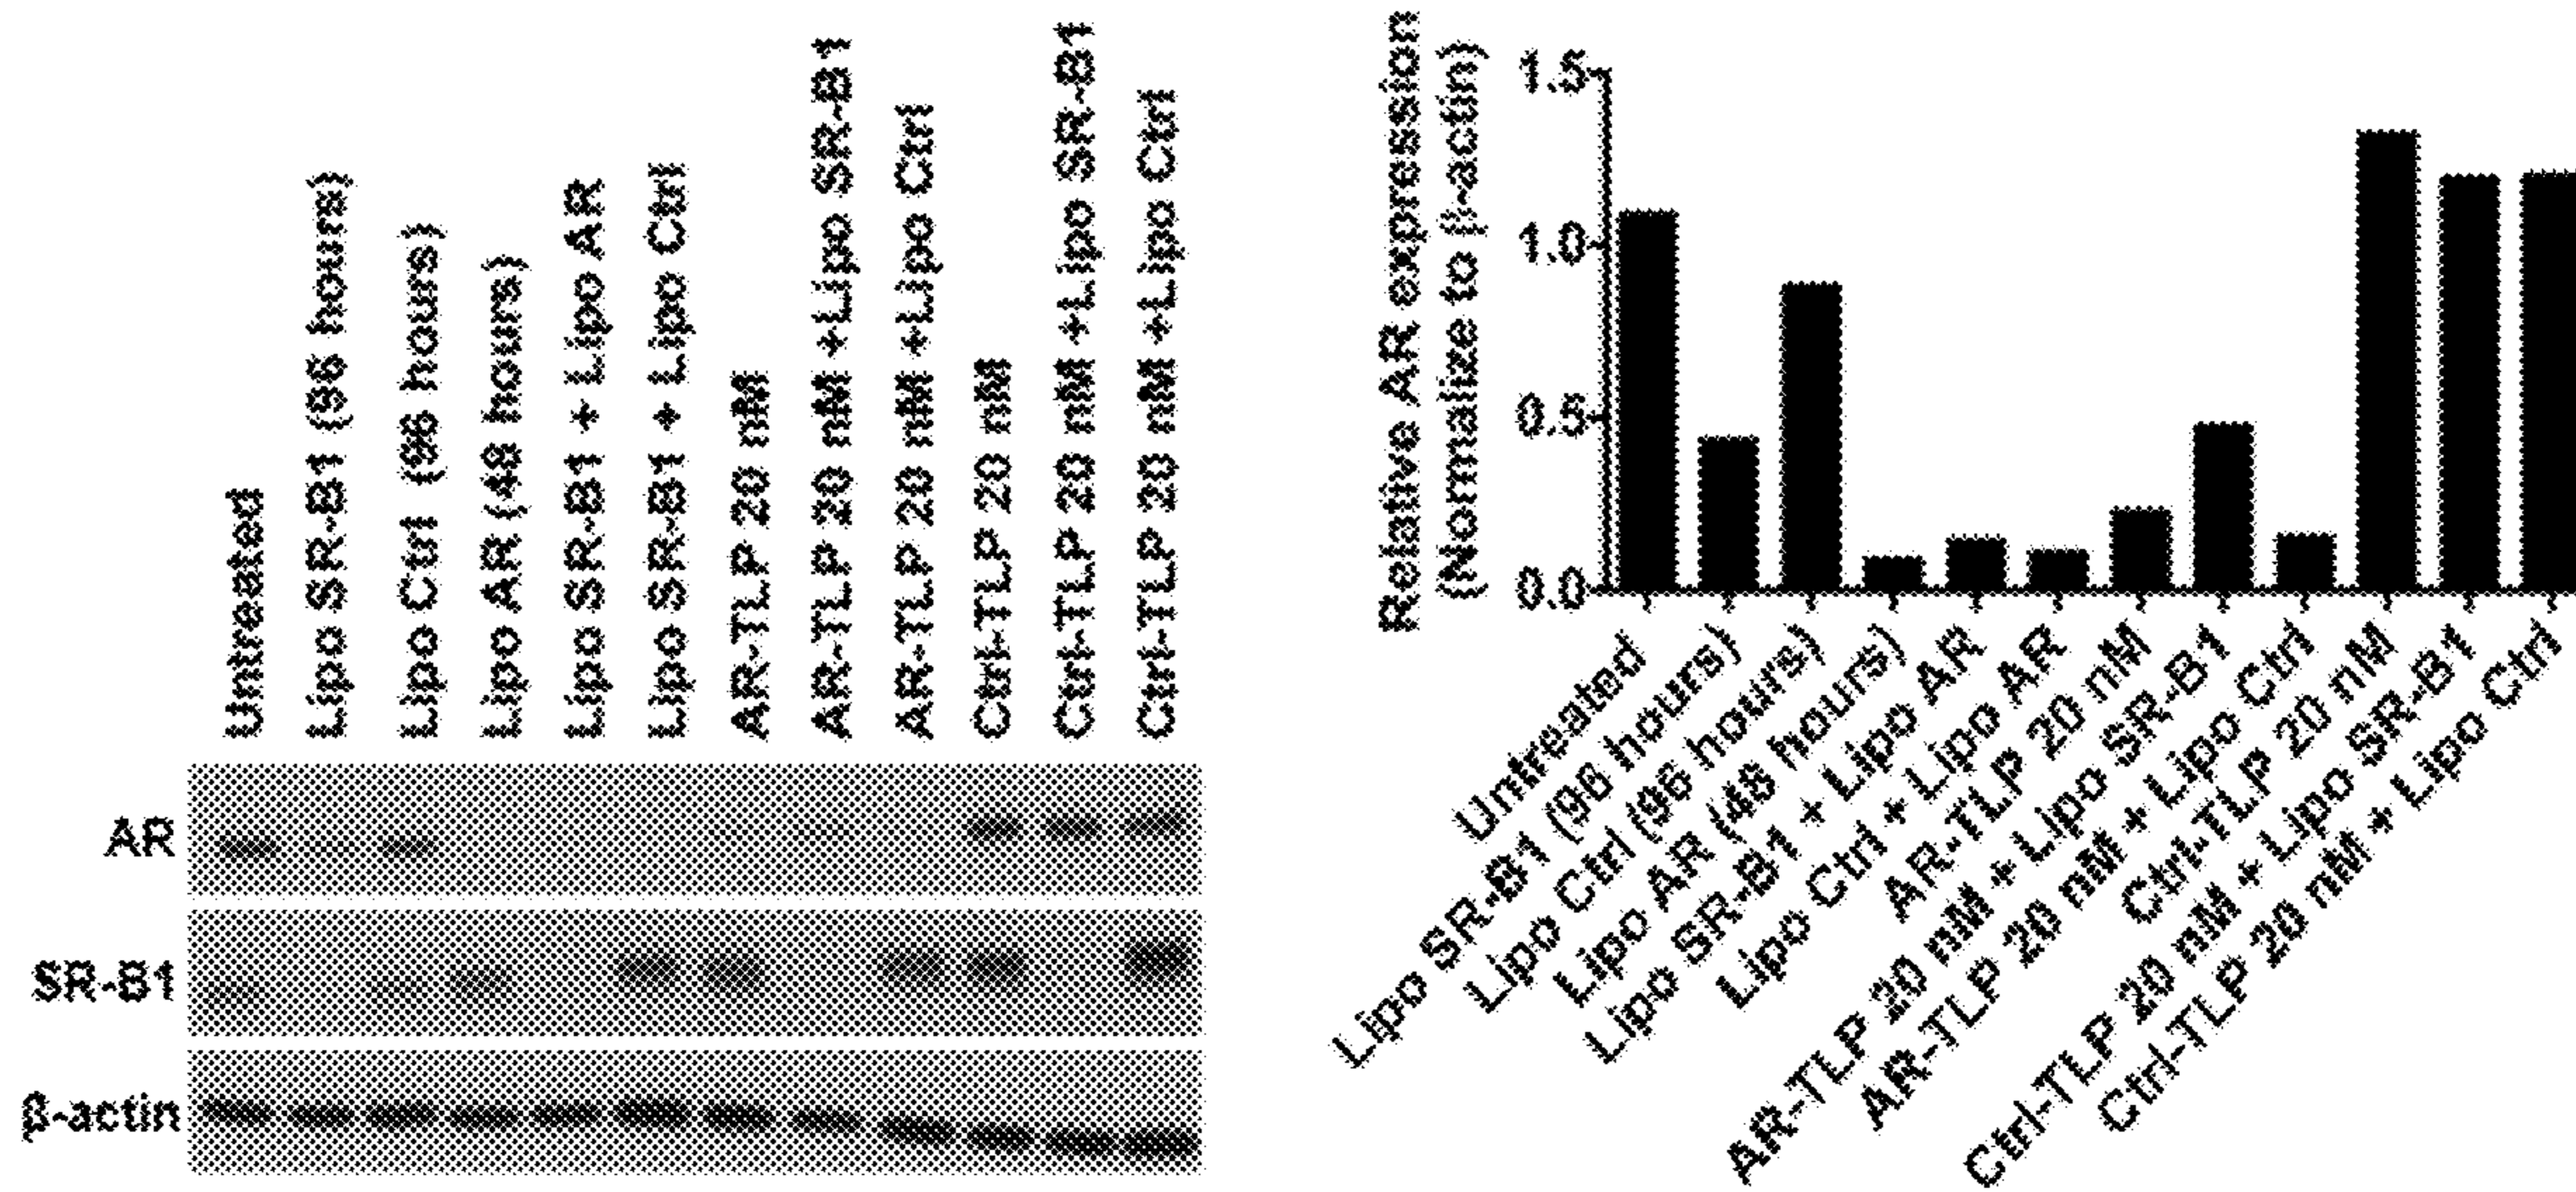 Untreated
Lipo SR-B1 (96 hours)
Lipo Ctrl (96 hours)
Lipo AR (48 hours)
Lipo SR-B1 + Lipo AR
Lipo SR-B1 + Lipo Ctrl
AR-TLP 20 nM
AR-TLP 20 nM +Lipo SR-B1
AR-TLP 20 nM +Lipo Ctrl
Ctrl-TLP 20 nM
Ctrl-TLP 20 nM +Lipo SR-B1
Ctrl-TLP 20 nM +Lipo Ctrl
AR
SR-B1
β-actin
Relative AR expression
(Normalize to β-actin)
1.5
1.0
0.5
0.0
Untreated
Lipo SR-B1 (96 hours)
Lipo Ctrl (96 hours)
Lipo AR (48 hours)
Lipo SR-B1 + Lipo AR
Lipo Ctrl + Lipo AR
AR-TLP 20 nM
AR-TLP 20 nM + Lipo SR-B1
AR-TLP 20 nM + Lipo Ctrl
Ctrl-TLP 20 nM
Ctrl-TLP 20 nM + Lipo SR-B1
Ctrl-TLP 20 nM + Lipo Ctrl